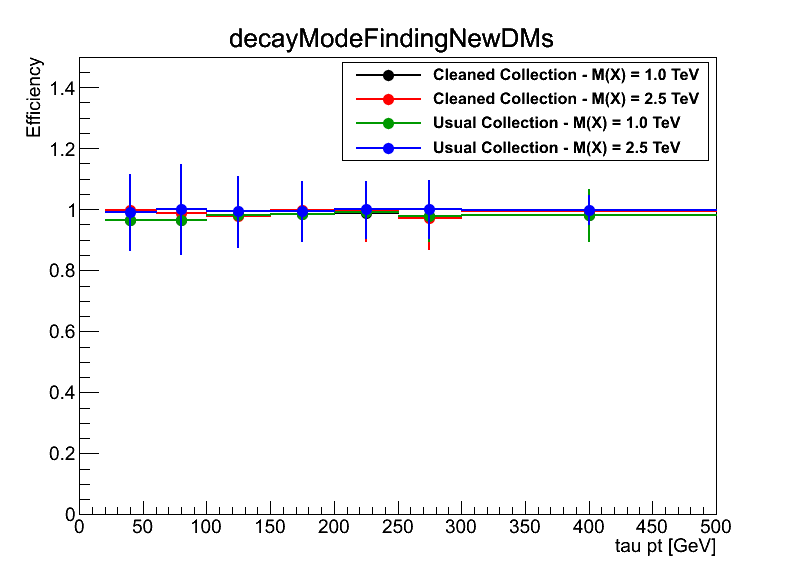 decayModeFindingNewDMs
Efficiency
Cleaned Collection - M(X) = 1.0 TeV
Cleaned Collection - M(X) = 2.5 TeV
Usual Collection - M(X) = 1.0 TeV
Usual Collection - M(X) = 2.5 TeV
1.4
1.2
1
0.8
0.6
0.4
0.2
0
0 50 100 150 200 250 300 350 400 450 500
tau pt [GeV]